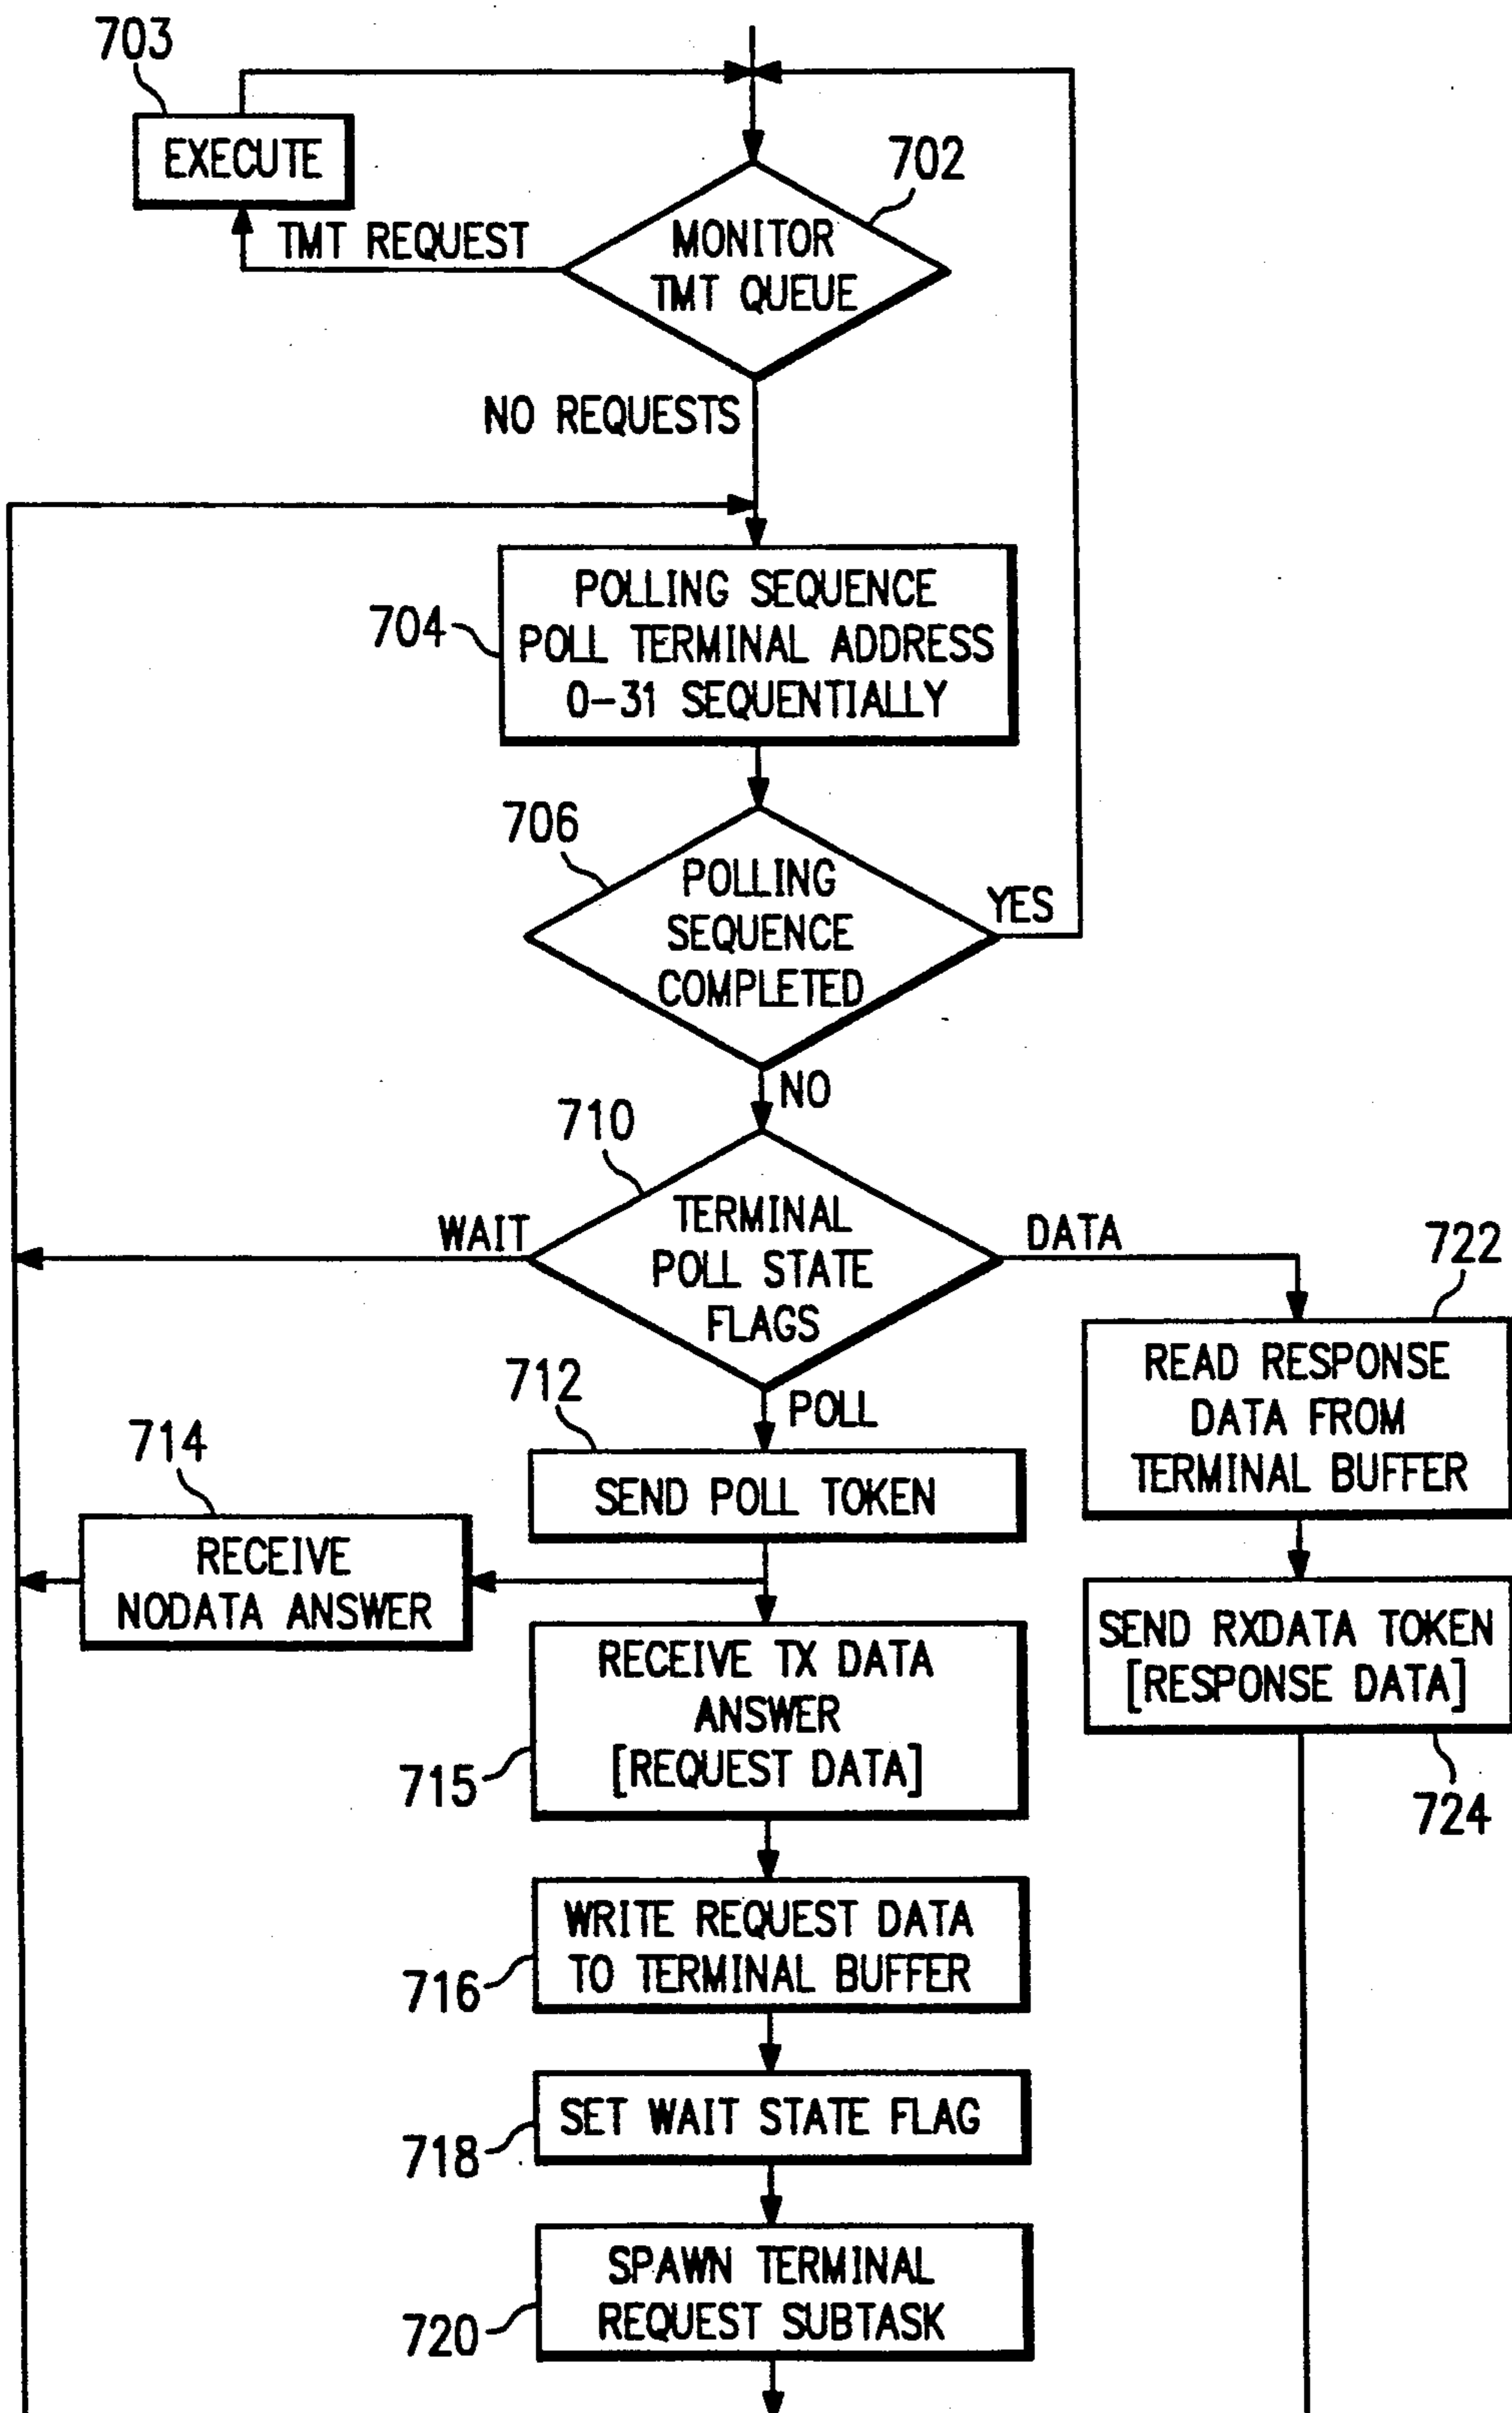 703
EXECUTE
TMT REQUEST
702
MONITOR
TMT QUEUE
NO REQUESTS
704
POLLING SEQUENCE
POLL TERMINAL ADDRESS
0-31 SEQUENTIALLY
706
POLLING
SEQUENCE
COMPLETED
YES
NO
710
TERMINAL
POLL STATE
FLAGS
WAIT
DATA
POLL
722
READ RESPONSE
DATA FROM
TERMINAL BUFFER
712
SEND POLL TOKEN
714
RECEIVE
NODATA ANSWER
SEND RXDATA TOKEN
[RESPONSE DATA]
724
RECEIVE TX DATA
ANSWER
[REQUEST DATA]
715
WRITE REQUEST DATA
TO TERMINAL BUFFER
716
SET WAIT STATE FLAG
718
SPAWN TERMINAL
REQUEST SUBTASK
720